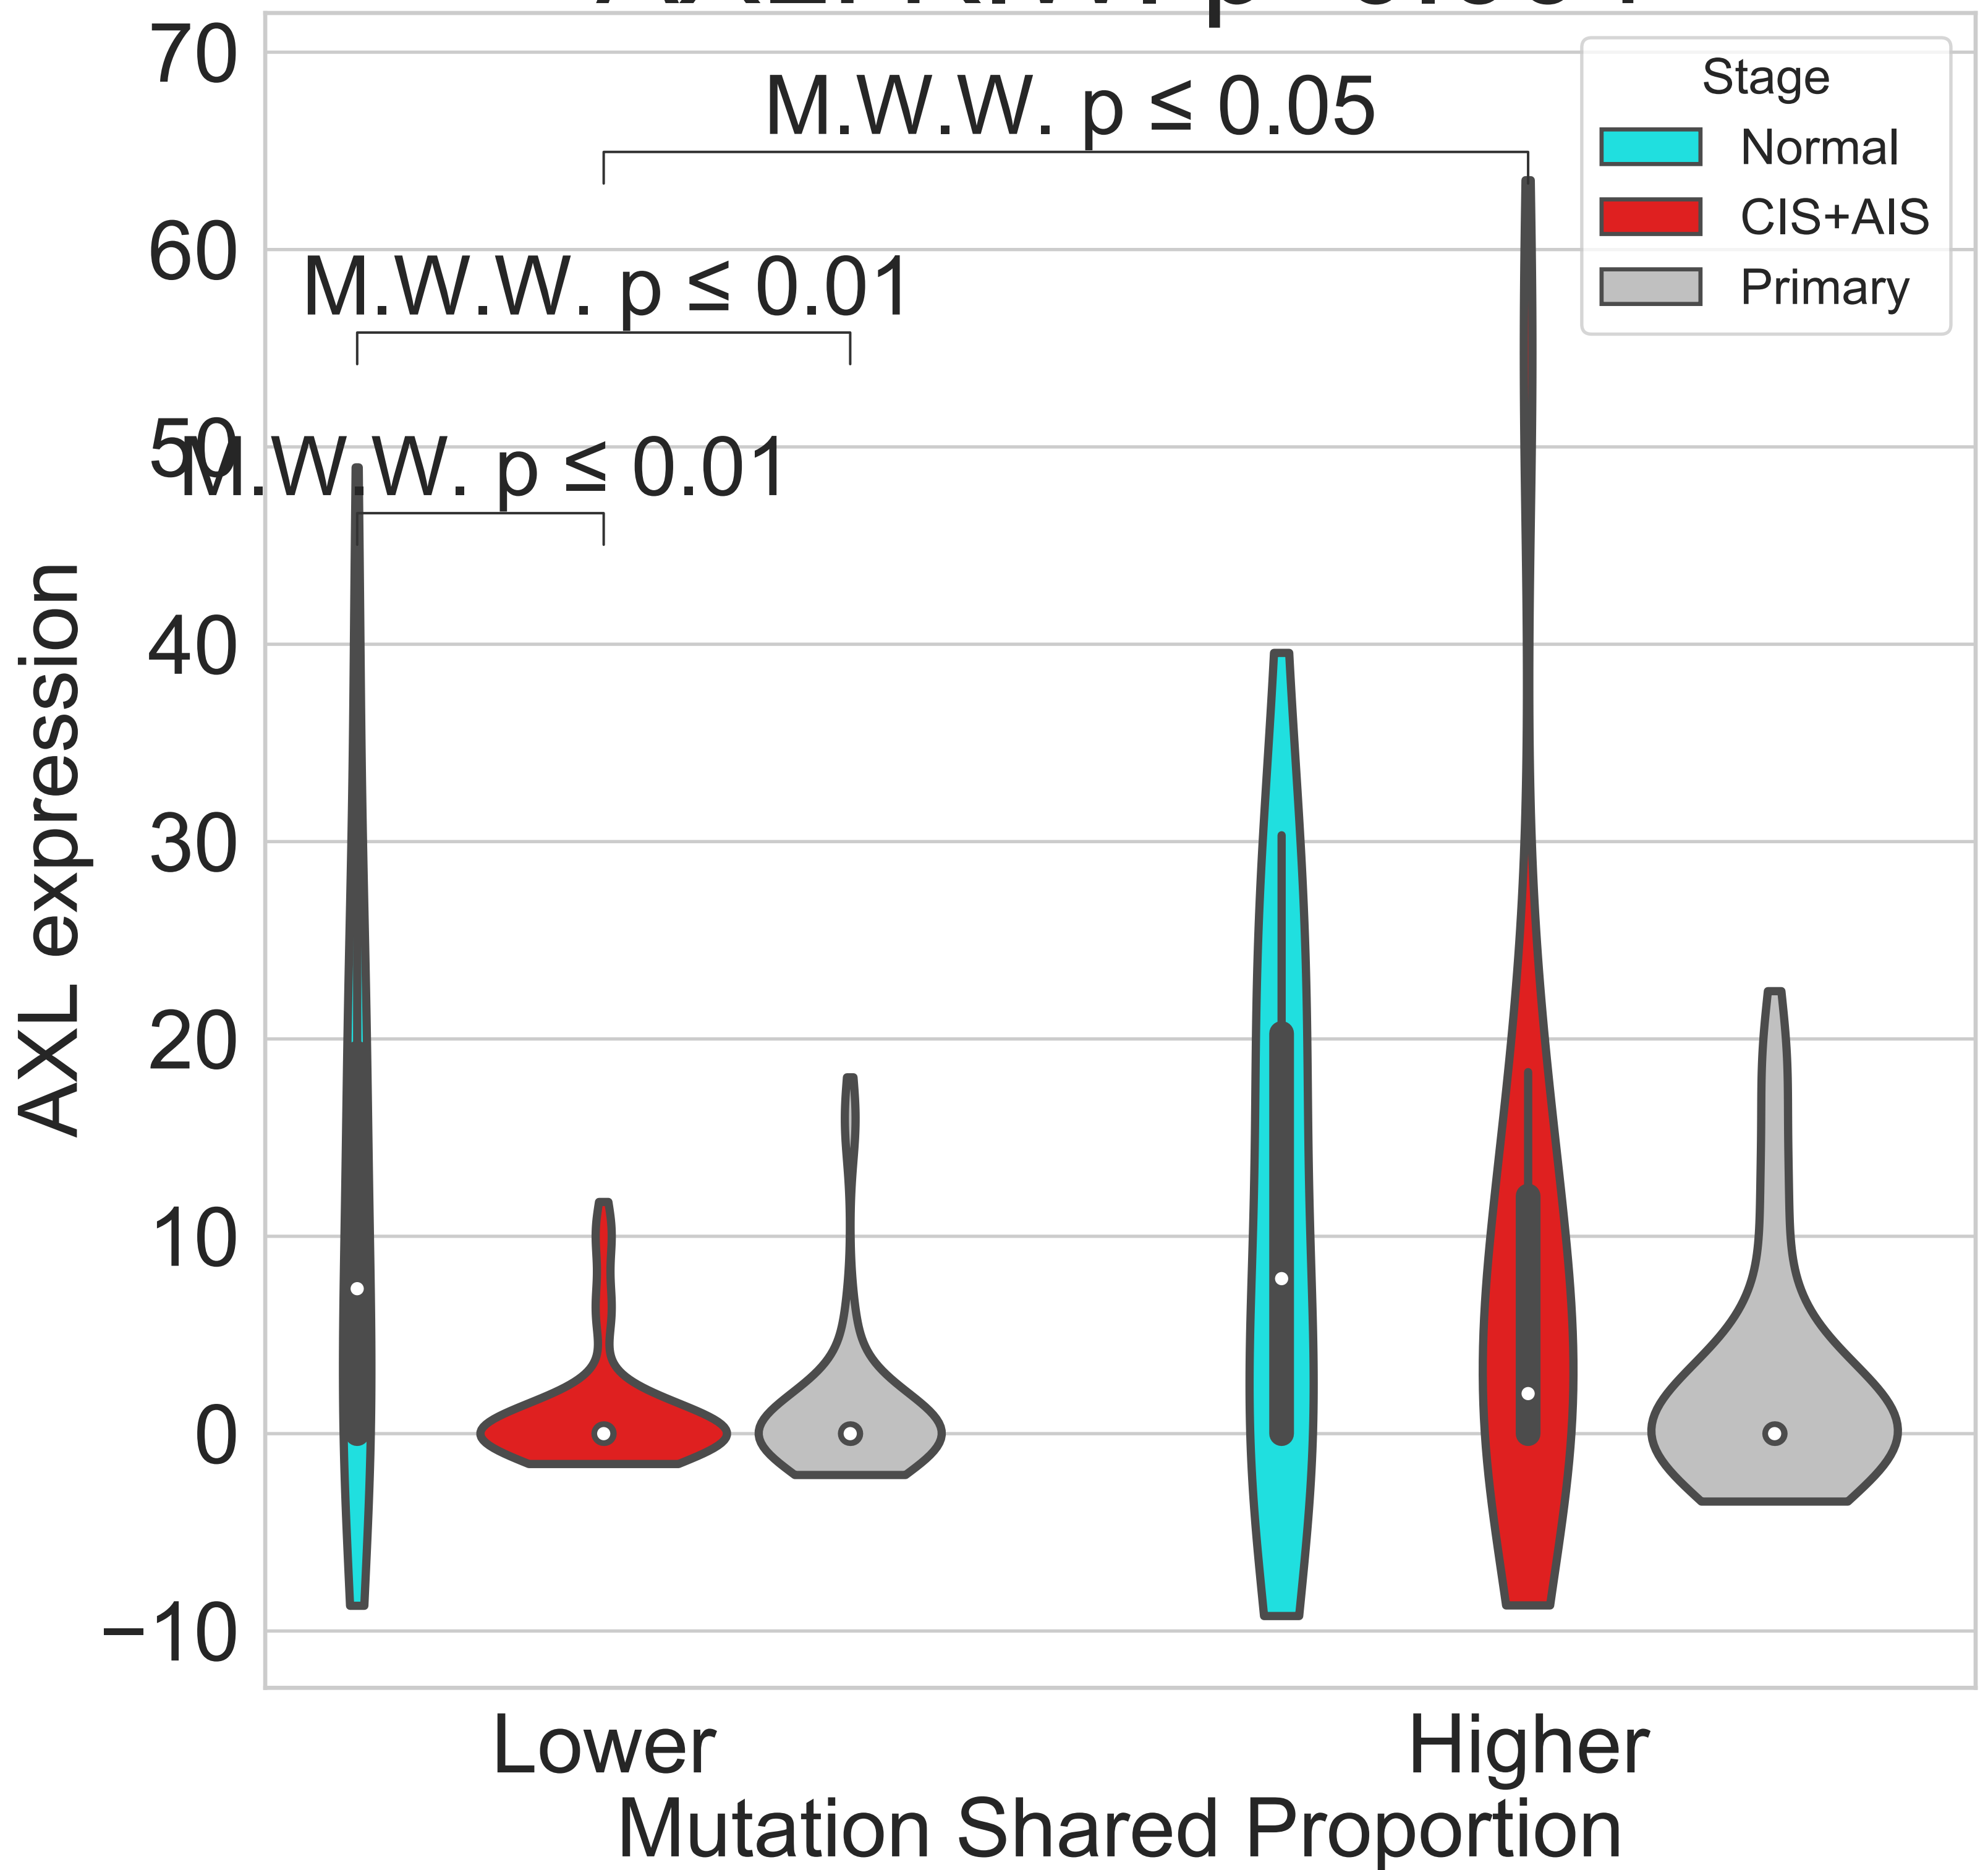 M.W.W. p ≤ 0.05
M.W.W. p ≤ 0.01
M.W.W. p ≤ 0.01
Stage
Normal
CIS+AIS
Primary
70
60
50
40
30
20
10
0
−10
AXL expression
Lower
Higher
Mutation Shared Proportion